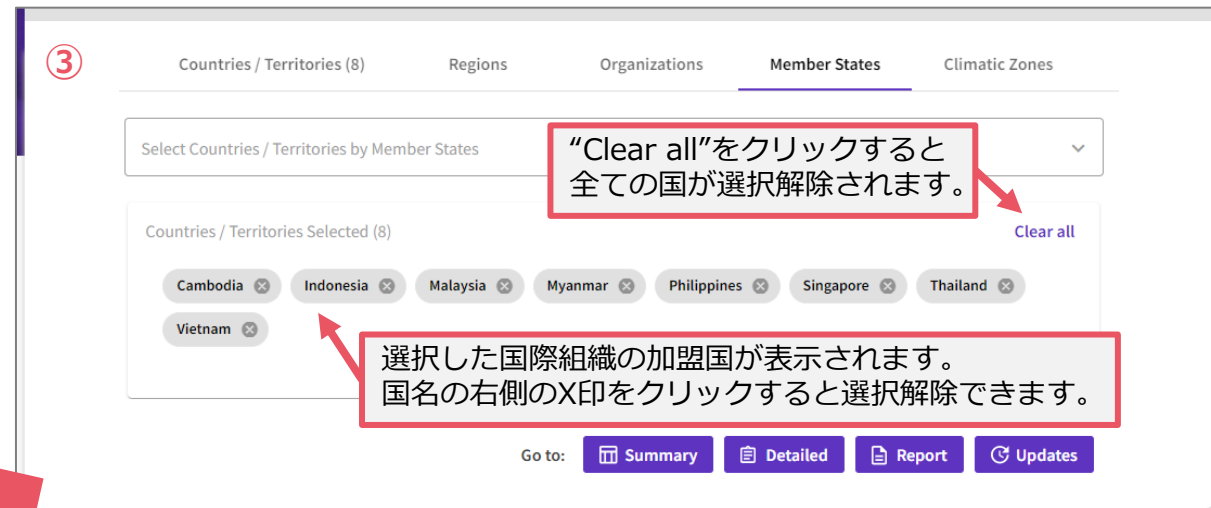 ③
Countries / Territories (8) Regions Organizations Member States Climatic Zones
Select Countries / Territories by Member States
“Clear all”をクリックすると
全ての国が選択解除されます。
Countries / Territories Selected (8) Clear all
Cambodia Indonesia Malaysia Myanmar Philippines Singapore Thailand
Vietnam
選択した国際組織の加盟国が表示されます。
国名の右側のX印をクリックすると選択解除できます。
Go to: Summary Detailed Report Updates